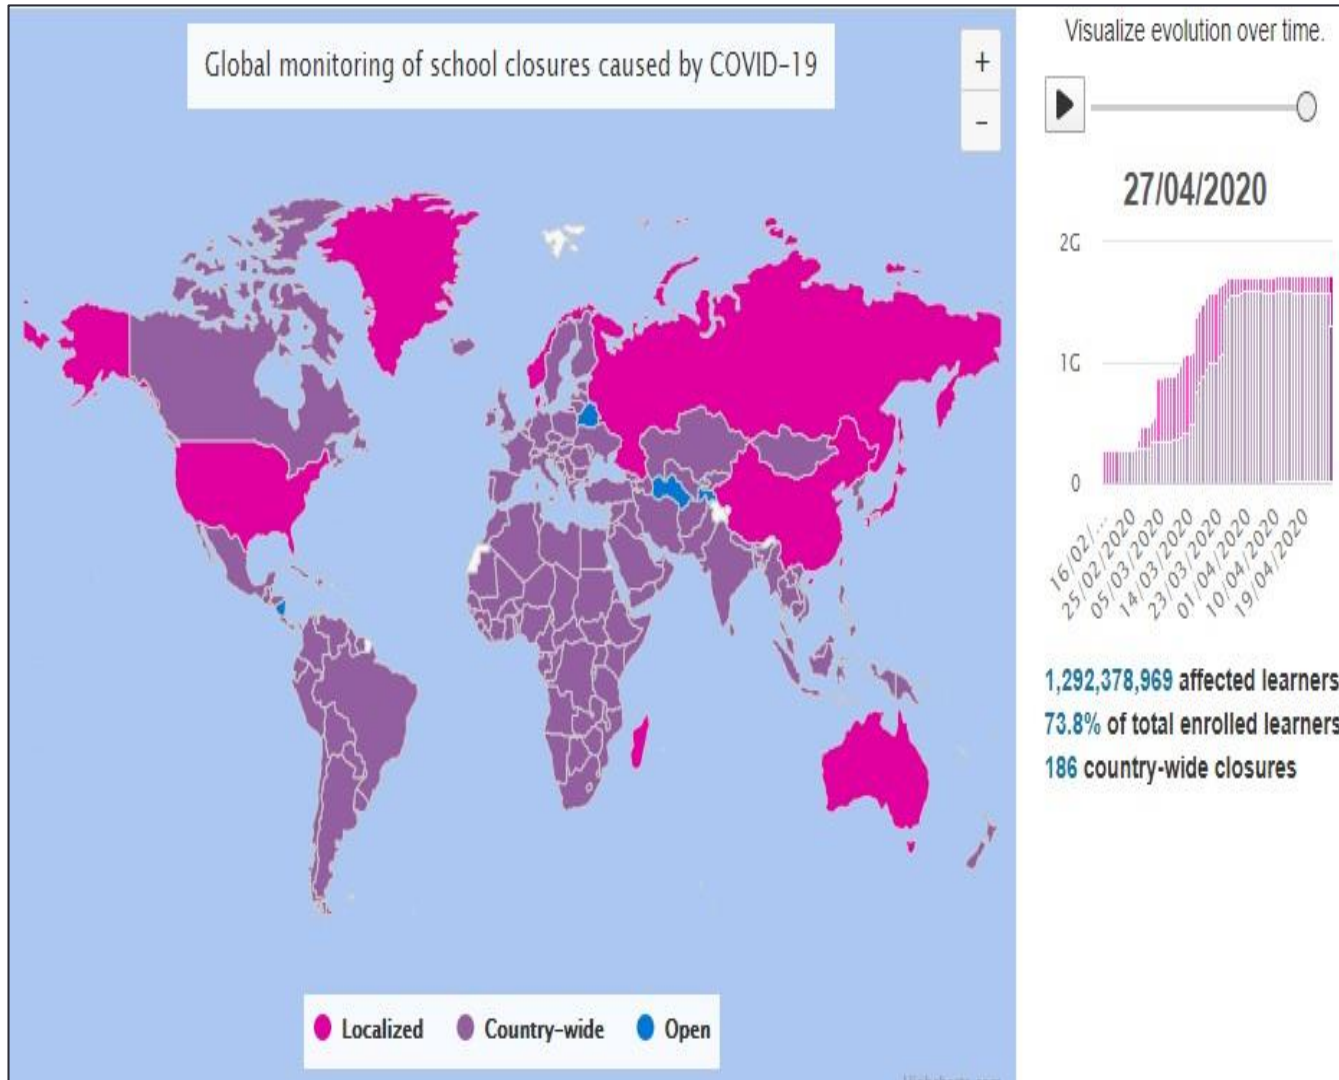 Global monitoring of school closures caused by COVID-19
+
-
Visualize evolution over time.
27/04/2020
2G
1G
0
16/02/...
25/02/2020
05/03/2020
14/03/2020
23/03/2020
01/04/2020
10/04/2020
19/04/2020
1,292,378,969 affected learners
73.8% of total enrolled learners
186 country-wide closures
Localized
Country-wide
Open